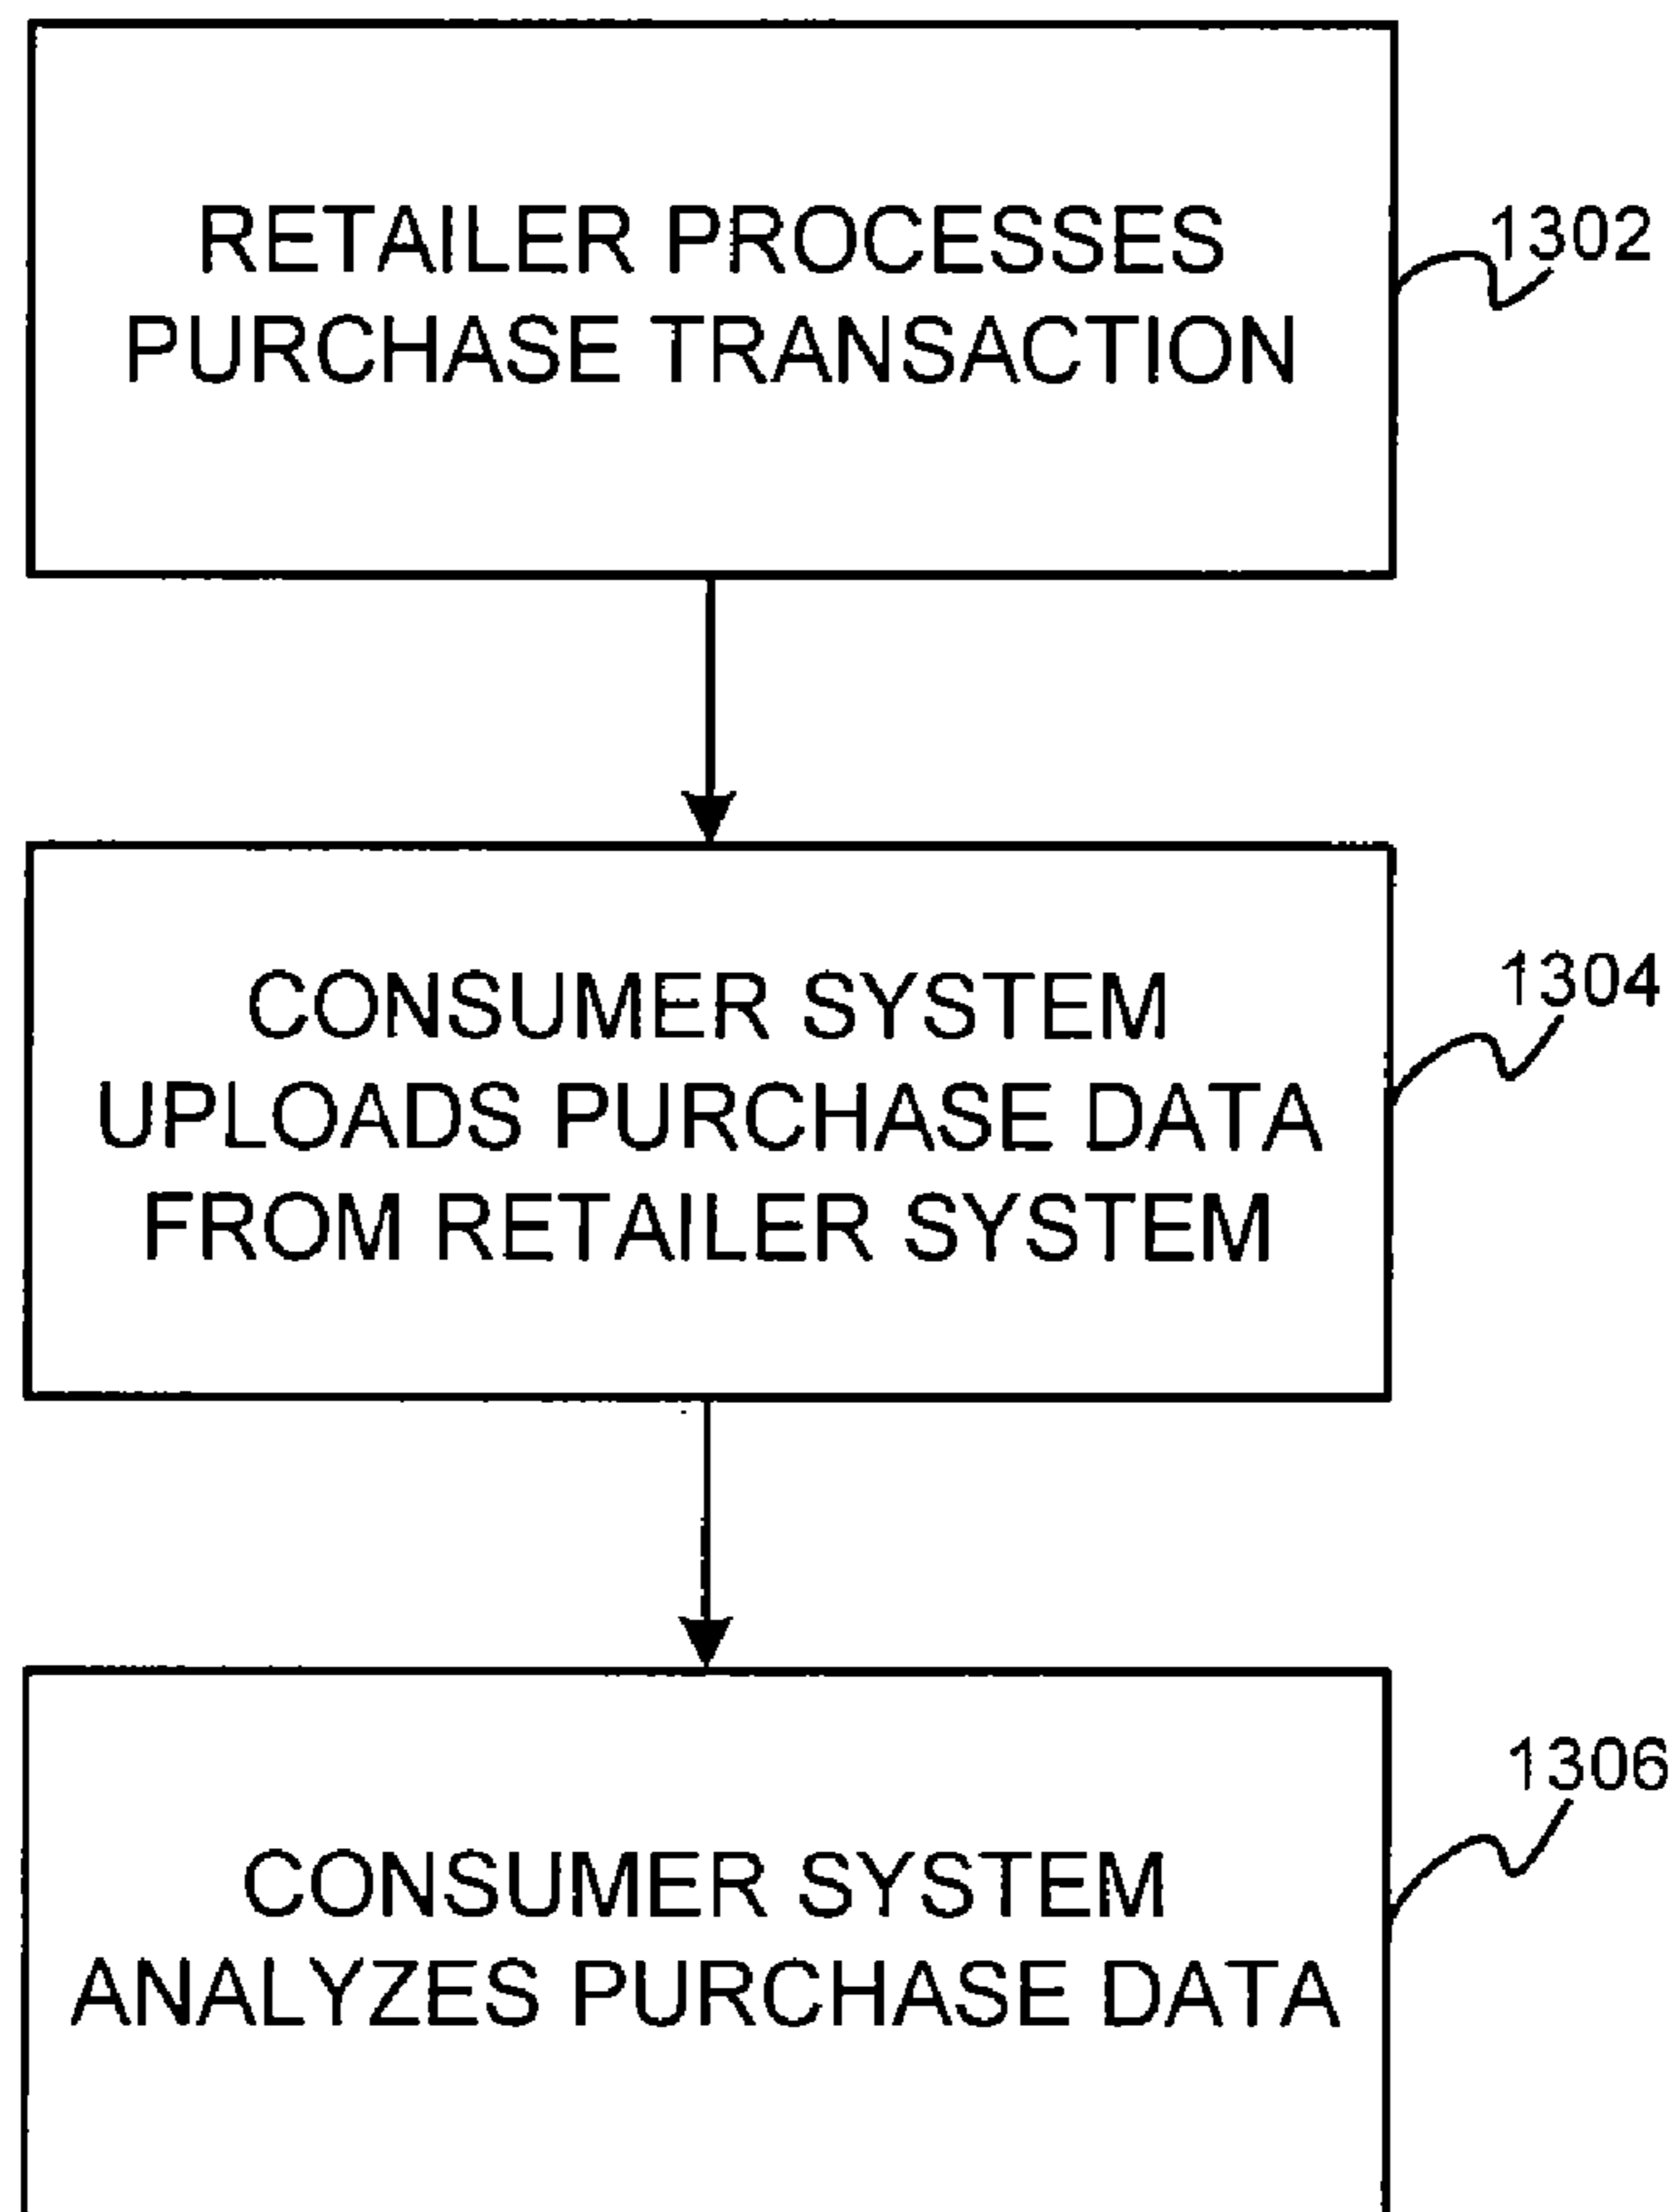 RETAILER PROCESSES
PURCHASE TRANSACTION
1302
CONSUMER SYSTEM
UPLOADS PURCHASE DATA
FROM RETAILER SYSTEM
1304
CONSUMER SYSTEM
ANALYZES PURCHASE DATA
1306